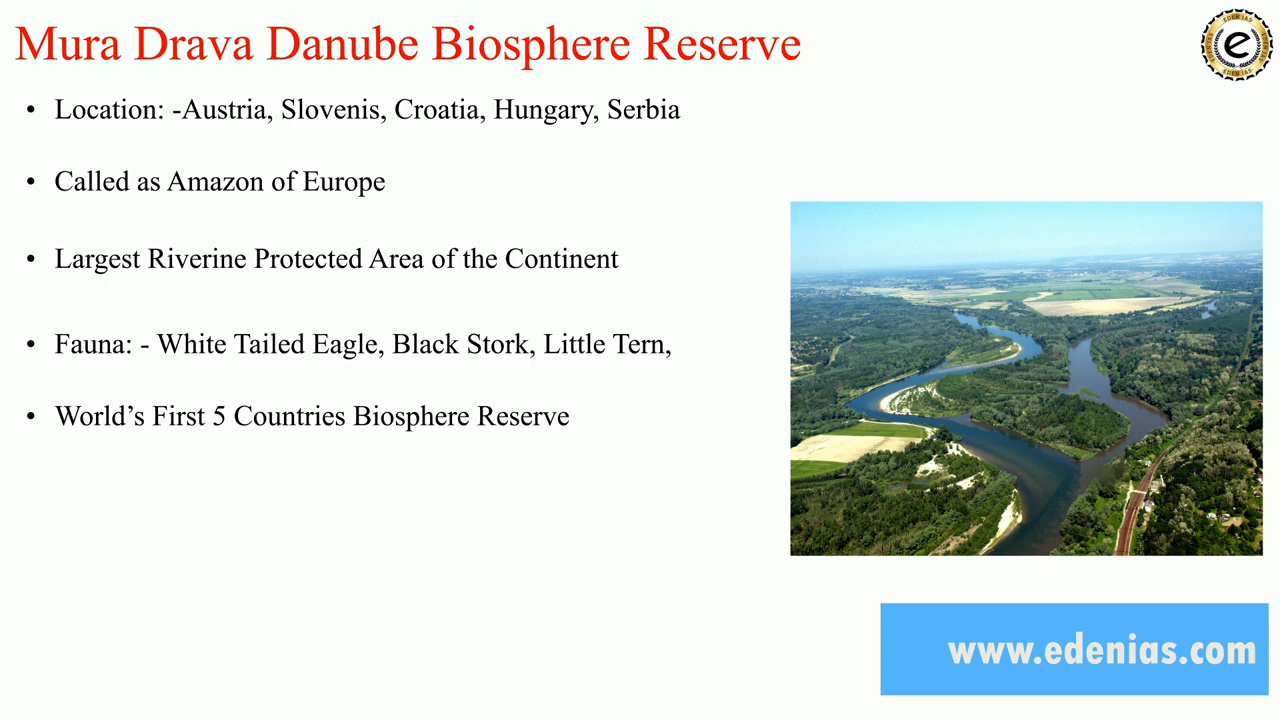 Mura Drava Danube Biosphere Reserve
EDEN IAS
• Location: -Austria, Slovenis, Croatia, Hungary, Serbia
• Called as Amazon of Europe
• Largest Riverine Protected Area of the Continent
• Fauna: - White Tailed Eagle, Black Stork, Little Tern,
• World’s First 5 Countries Biosphere Reserve
www.edenias.com